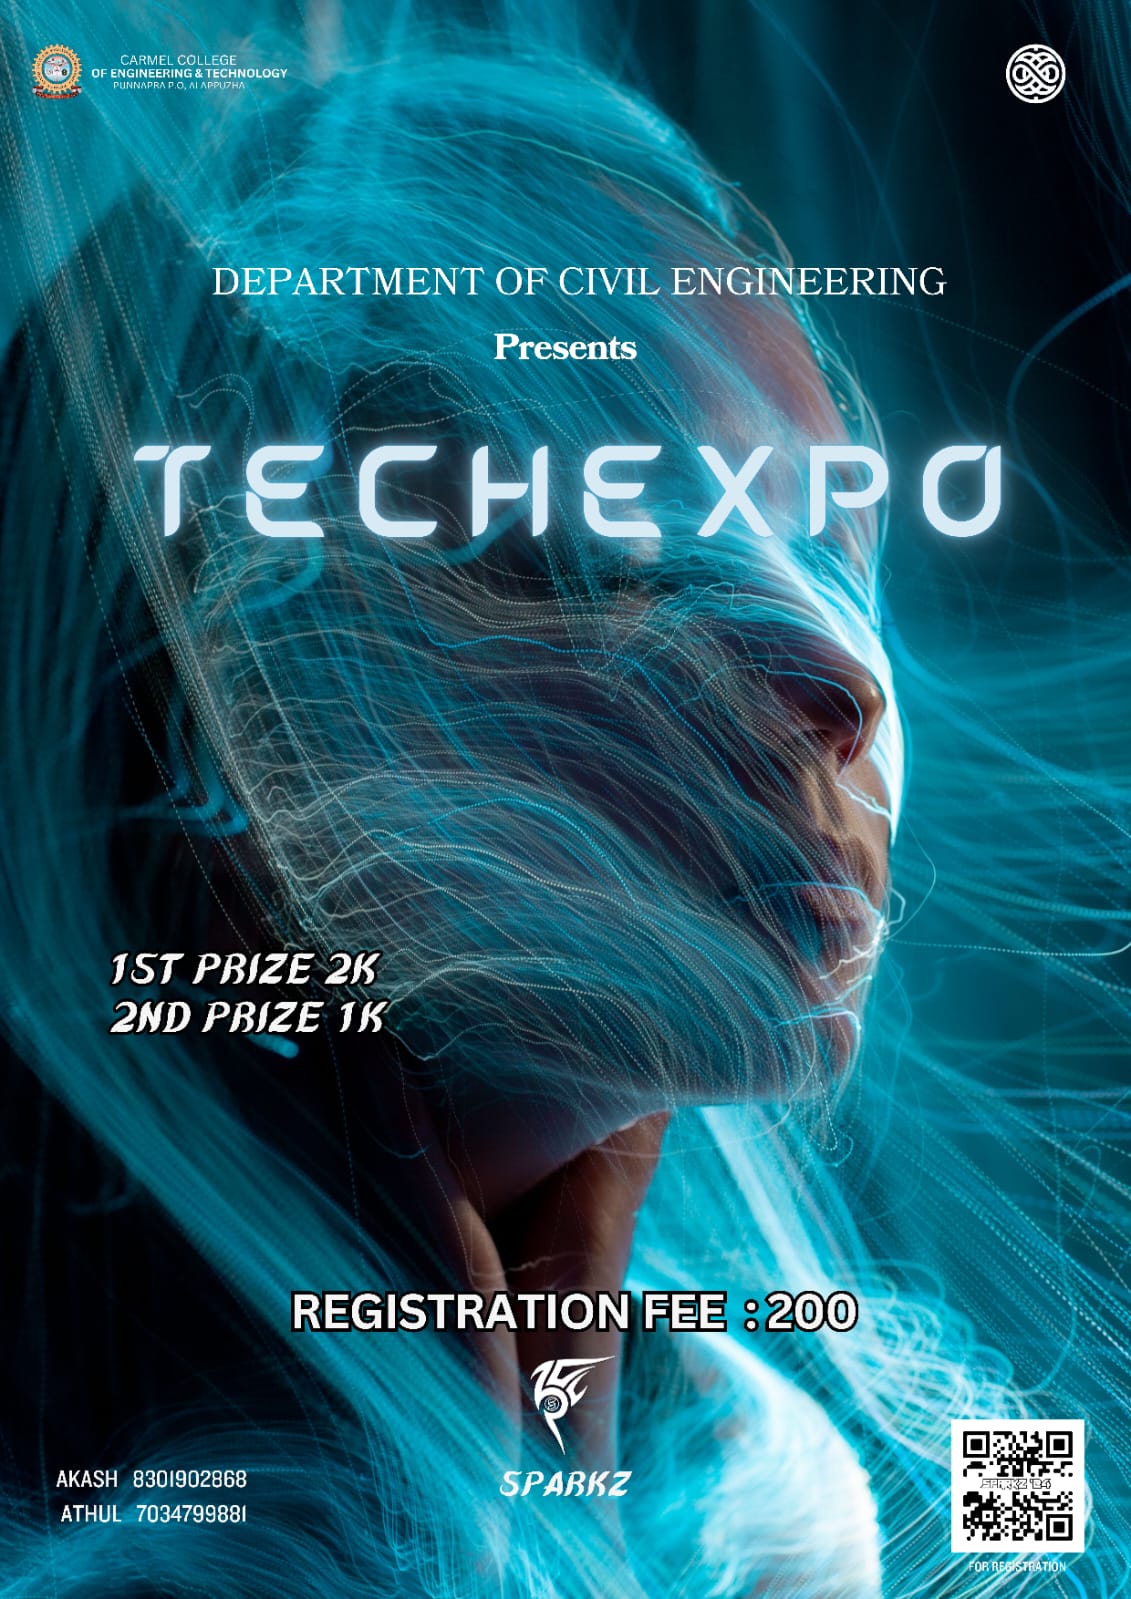 CARMEL COLLEGE
OF ENGINEERING & TECHNOLOGY
PUNNAPRA P.O, ALAPPUZHA
DEPARTMENT OF CIVIL ENGINEERING
Presents
TECHEXPO
1ST PRIZE 2K
2ND PRIZE 1K
REGISTRATION FEE : 200
SPARKZ
AKASH 8301902868
ATHUL 7034799881
FOR REGISTRATION